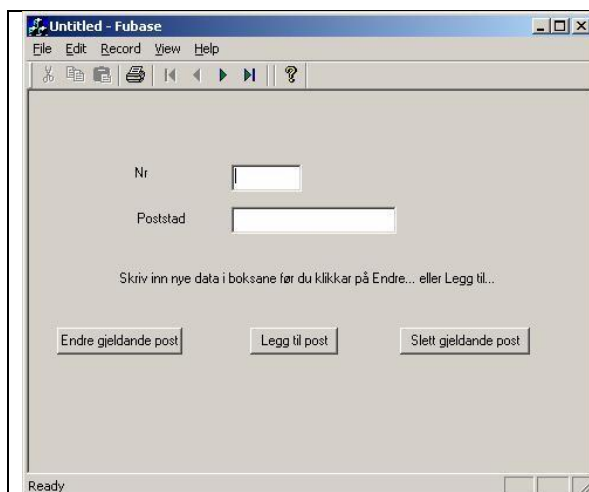 Untitled - Fubase
File Edit Record View Help
Nr
Poststad
Skriv inn nye data i boksane før du klikkar på Endre... eller Legg til...
Endre gjeldande post Legg til post Slett gjeldande post
Ready